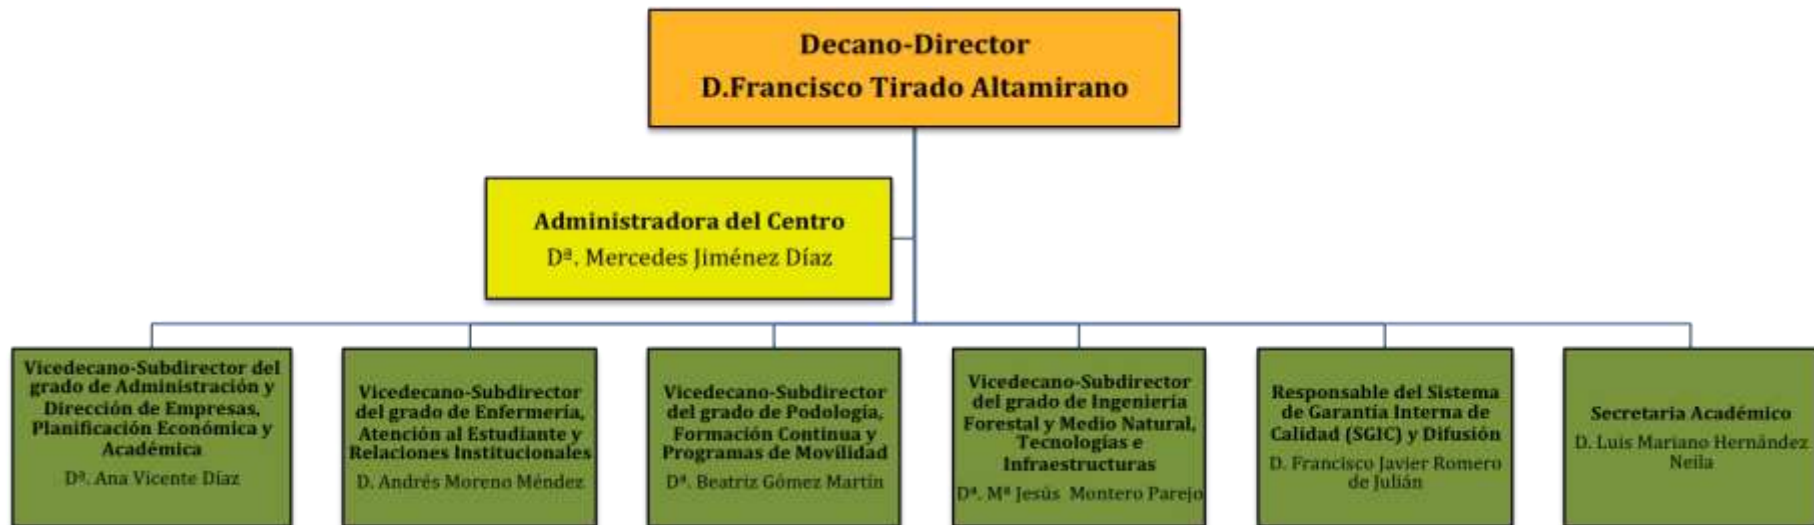 Decano-Director
D.Francisco Tirado Altamirano
Administradora del Centro
Dª. Mercedes Jiménez Díaz
Vicedecano-Subdirector del
grado de Administración y
Dirección de Empresas,
Planificación Económica y
Académica
Dª. Ana Vicente Díaz
Vicedecano-Subdirector
del grado de Enfermería,
Atención al Estudiante y
Relaciones Institucionales
D. Andrés Moreno Méndez
Vicedecano-Subdirector
del grado de Podología,
Formación Continua y
Programas de Movilidad
Dª. Beatriz Gómez Martín
Vicedecano-Subdirector
del grado de Ingeniería
Forestal y Medio Natural,
Tecnologías e
Infraestructuras
Dª. Mª Jesús Montero Parejo
Responsable del Sistema
de Garantía Interna de
Calidad (SGIC) y Difusión
D. Francisco Javier Romero
de Julián
Secretaria Académico
D. Luis Mariano Hernández
Neila